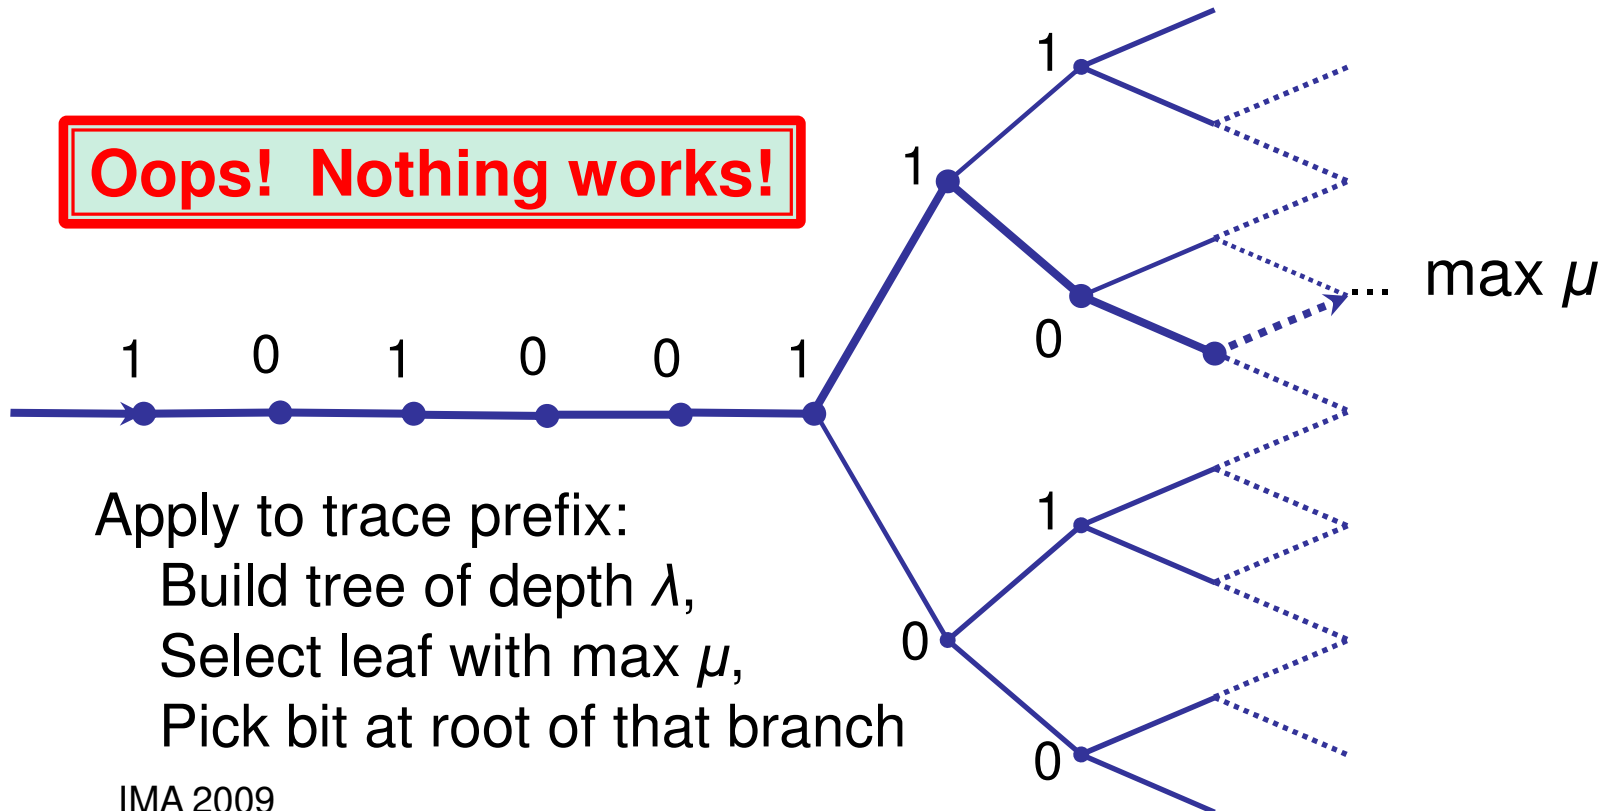 Oops! Nothing works!
1
1
... max μ
0
1 0 1 0 0 1
Apply to trace prefix:
Build tree of depth λ,
Select leaf with max μ,
Pick bit at root of that branch
1
0
0
IMA 2009